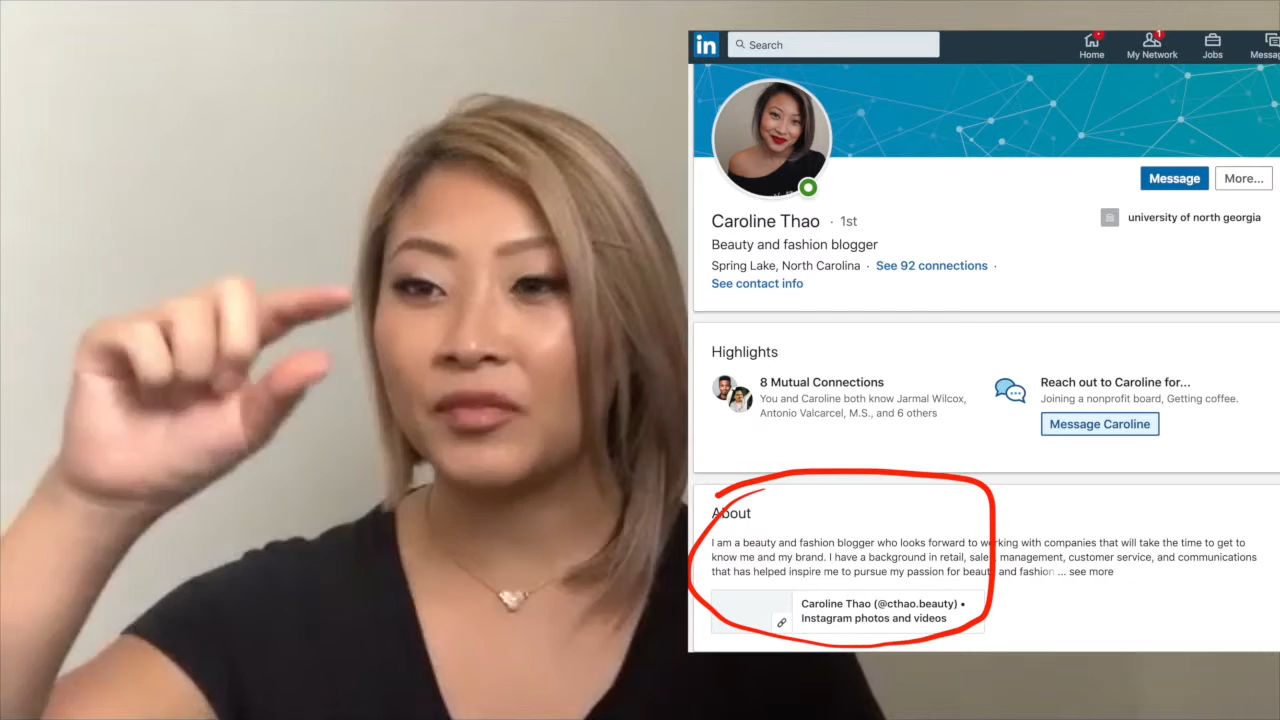 in
Search
Home
1
My Network
Jobs
Messag
Message
More...
Caroline Thao · 1st
university of north georgia
Beauty and fashion blogger
Spring Lake, North Carolina · See 92 connections ·
See contact info
Highlights
8 Mutual Connections
You and Caroline both know Jarmal Wilcox,
Antonio Valcarcel, M.S., and 6 others
Reach out to Caroline for...
Joining a nonprofit board, Getting coffee.
Message Caroline
About
I am a beauty and fashion blogger who looks forward to working with companies that will take the time to get to
know me and my brand. I have a background in retail, sales, management, customer service, and communications
that has helped inspire me to pursue my passion for beauty and fashion ... see more
Caroline Thao (@cthao.beauty) •
Instagram photos and videos